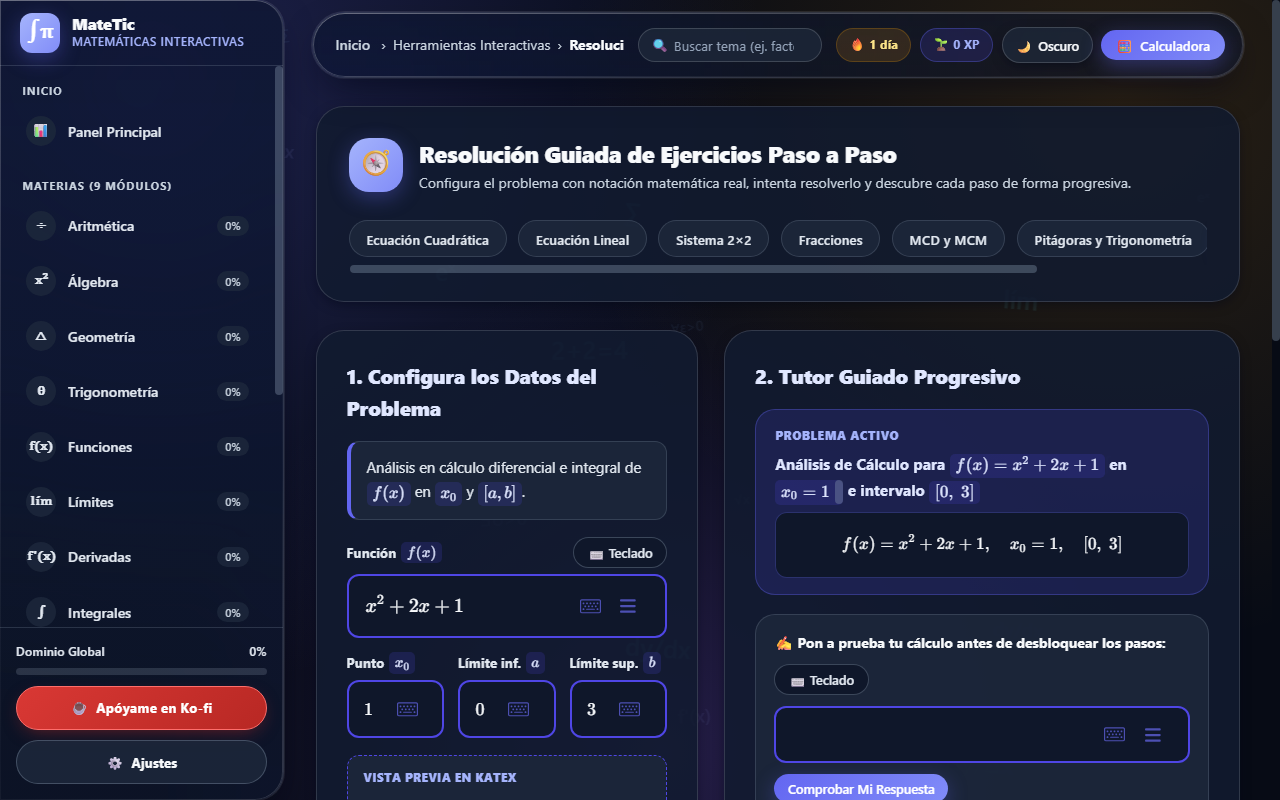 ∫π
MateTic
MATEMÁTICAS INTERACTIVAS
INICIO
Panel Principal
MATERIAS (9 MÓDULOS)
÷ Aritmética 0%
x² Álgebra 0%
Δ Geometría 0%
θ Trigonometría 0%
f(x) Funciones 0%
lím Límites 0%
f'(x) Derivadas 0%
∫ Integrales 0%
Dominio Global 0%
Apóyame en Ko-fi
Ajustes
Inicio › Herramientas Interactivas › Resoluci
Buscar tema (ej. fact
1 día
0 XP
Oscuro
Calculadora
Resolución Guiada de Ejercicios Paso a Paso
Configura el problema con notación matemática real, intenta resolverlo y descubre cada paso de forma progresiva.
Ecuación Cuadrática
Ecuación Lineal
Sistema 2×2
Fracciones
MCD y MCM
Pitágoras y Trigonometría
1. Configura los Datos del
Problema
Análisis en cálculo diferencial e integral de
f(x) en x₀ y [a, b].
Función f(x)
Teclado
x² + 2x + 1
Punto x₀ Límite inf. a Límite sup. b
1 0 3
VISTA PREVIA EN KATEX
2. Tutor Guiado Progresivo
PROBLEMA ACTIVO
Análisis de Cálculo para f(x) = x² + 2x + 1 en
x₀ = 1 e intervalo [0, 3]
f(x) = x² + 2x + 1, x₀ = 1, [0, 3]
Pon a prueba tu cálculo antes de desbloquear los pasos:
Teclado
Comprobar Mi Respuesta